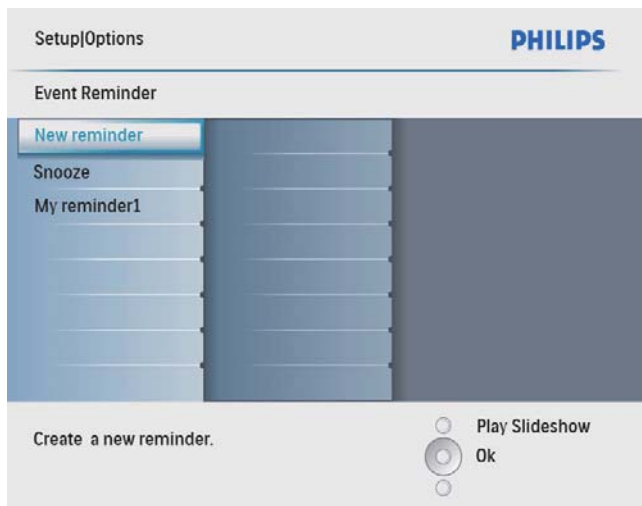 Setup|Options
PHILIPS
Event Reminder
New reminder
Snooze
My reminder1
Create a new reminder.
Play Slideshow
Ok